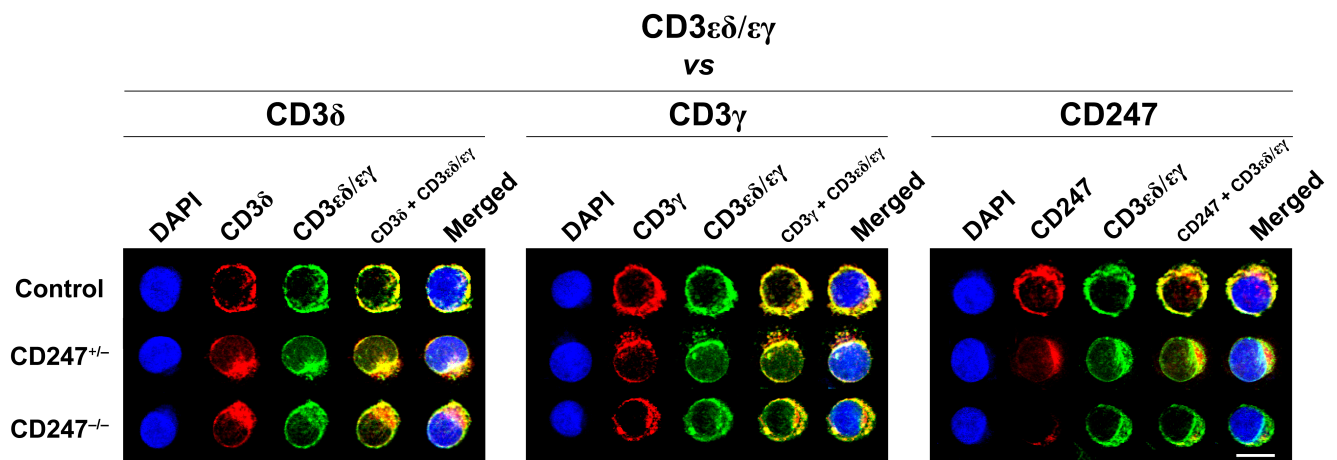 CD3εδ/εγ
vs
CD3δ
CD3γ
CD247
DAPI
CD3δ
CD3εδ/εγ
CD3δ + CD3εδ/εγ
Merged
DAPI
CD3γ
CD3εδ/εγ
CD3γ + CD3εδ/εγ
Merged
DAPI
CD247
CD3εδ/εγ
CD247 + CD3εδ/εγ
Merged
Control
CD247+/–
CD247–/–